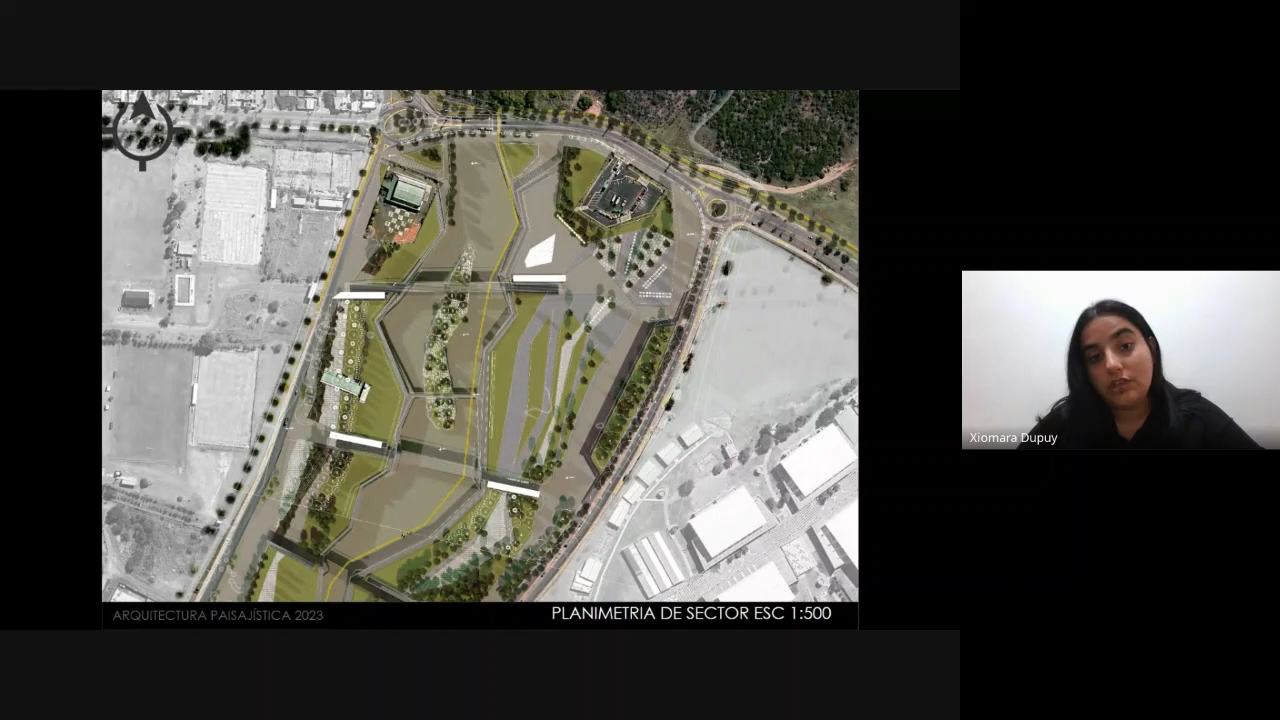 Xiomara Dupuy
ARQUITECTURA PAISAJÍSTICA 2023
PLANIMETRIA DE SECTOR ESC 1:500